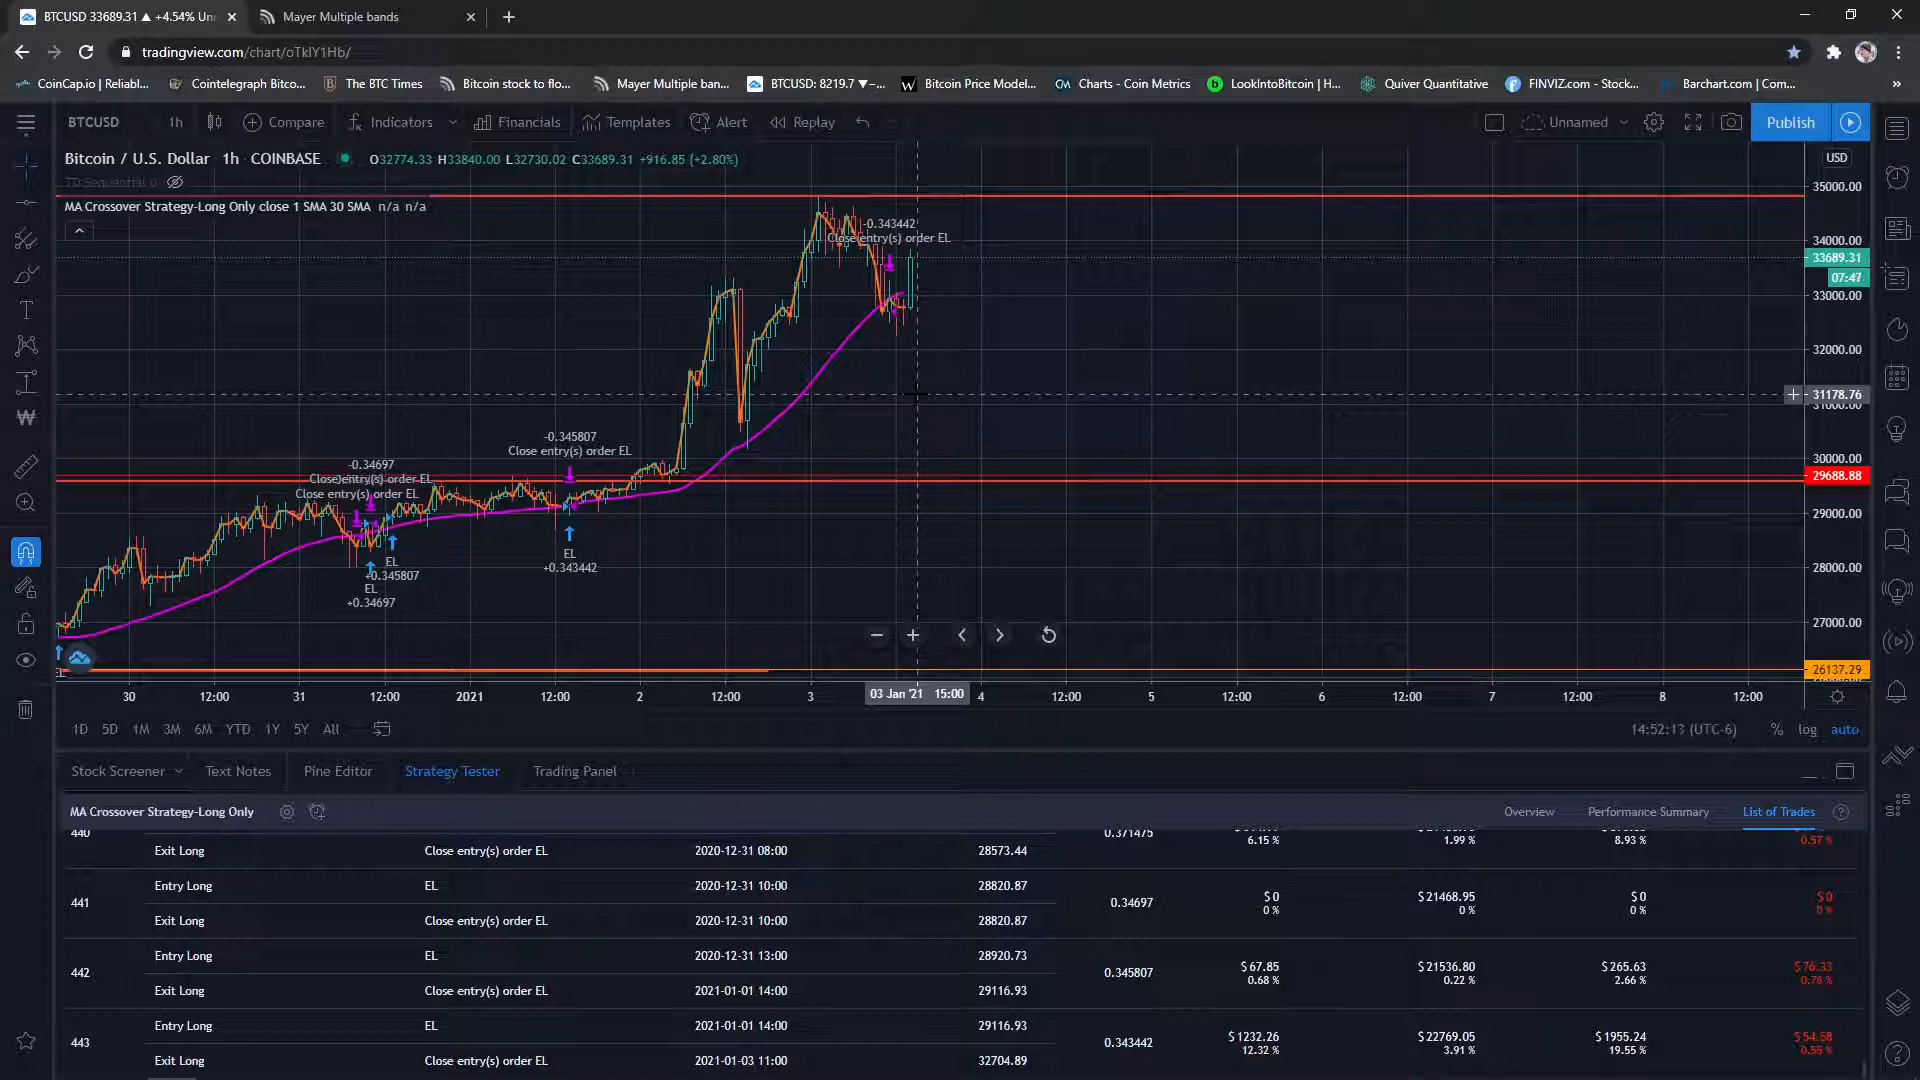 BTCUSD 33689.31 ▲ +4.54% Un
Mayer Multiple bands
tradingview.com/chart/oTkIY1Hb/
CoinCap.io | Reliabl...
Cointelegraph Bitco...
The BTC Times
Bitcoin stock to flo...
Mayer Multiple ban...
BTCUSD: 8219.7 ▼−...
Bitcoin Price Model...
Charts - Coin Metrics
LookIntoBitcoin | H...
Quiver Quantitative
FINVIZ.com - Stock...
Barchart.com | Com...
BTCUSD 1h Compare Indicators Financials Templates Alert Replay Unnamed Publish
Bitcoin / U.S. Dollar 1h COINBASE O32774.33 H33840.00 L32730.02 C33689.31 +916.85 (+2.80%)
USD
TD Sequential 0
MA Crossover Strategy-Long Only close 1 SMA 30 SMA n/a n/a
35000.00
34000.00
33689.31
07:47
33000.00
32000.00
31178.76
31000.00
30000.00
29688.88
29000.00
28000.00
27000.00
26137.29
-0.343442
Close entry(s) order EL
-0.345807
Close entry(s) order EL
-0.34697
Close entry(s) order EL
Close entry(s) order EL
EL
+0.345807
EL
+0.34697
EL
+0.343442
EL
30 12:00 31 12:00 2021 12:00 2 12:00 3 03 Jan '21 15:00 4 12:00 5 12:00 6 12:00 7 12:00 8 12:00
1D 5D 1M 3M 6M YTD 1Y 5Y All
14:52:13 (UTC-6) % log auto
Stock Screener Text Notes Pine Editor Strategy Tester Trading Panel
MA Crossover Strategy-Long Only Overview Performance Summary List of Trades
440 0.371475
6.15 % 1.99 % 8.93 % 0.57 %
Exit Long Close entry(s) order EL 2020-12-31 08:00 28573.44
Entry Long EL 2020-12-31 10:00 28820.87
441 0.34697 $ 0 $ 21468.95 $ 0 $ 0
0 % 0 % 0 % 0 %
Exit Long Close entry(s) order EL 2020-12-31 10:00 28820.87
Entry Long EL 2020-12-31 13:00 28920.73
442 0.345807 $ 67.85 $ 21536.80 $ 265.63 $ 76.33
0.68 % 0.22 % 2.66 % 0.76 %
Exit Long Close entry(s) order EL 2021-01-01 14:00 29116.93
Entry Long EL 2021-01-01 14:00 29116.93
443 0.343442 $ 1232.26 $ 22769.05 $ 1955.24 $ 54.58
12.32 % 3.91 % 19.55 % 0.55 %
Exit Long Close entry(s) order EL 2021-01-03 11:00 32704.89